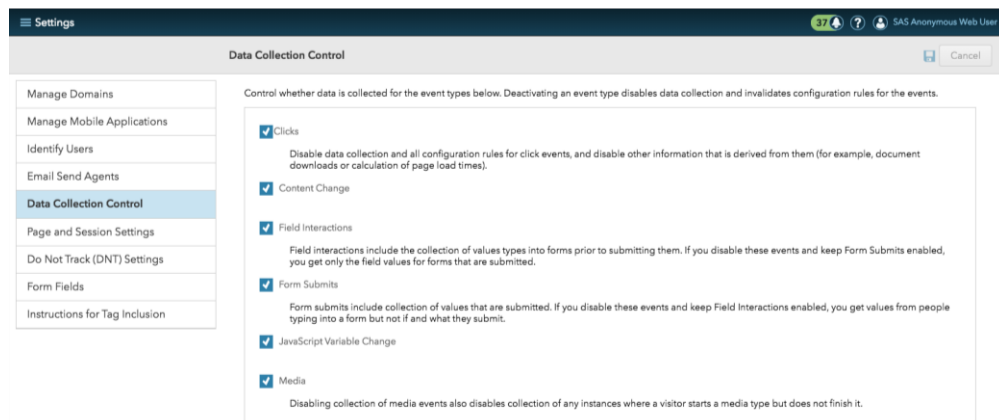 Settings
37
?
SAS Anonymous Web User
Data Collection Control
Cancel
Manage Domains
Manage Mobile Applications
Identify Users
Email Send Agents
Data Collection Control
Page and Session Settings
Do Not Track (DNT) Settings
Form Fields
Instructions for Tag Inclusion
Control whether data is collected for the event types below. Deactivating an event type disables data collection and invalidates configuration rules for the events.
Clicks
Disable data collection and all configuration rules for click events, and disable other information that is derived from them (for example, document
downloads or calculation of page load times).
Content Change
Field Interactions
Field interactions include the collection of values types into forms prior to submitting them. If you disable these events and keep Form Submits enabled,
you get only the field values for forms that are submitted.
Form Submits
Form submits include collection of values that are submitted. If you disable these events and keep Field Interactions enabled, you get values from people
typing into a form but not if and what they submit.
JavaScript Variable Change
Media
Disabling collection of media events also disables collection of any instances where a visitor starts a media type but does not finish it.